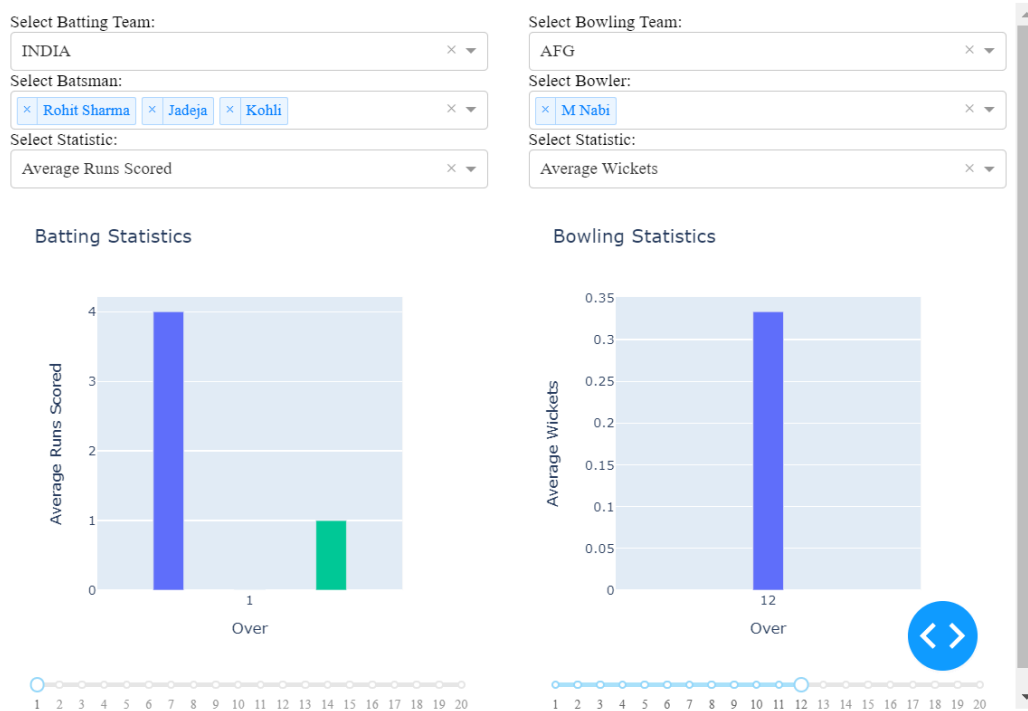 Select Batting Team:
INDIA × 
Select Batsman:
× Rohit Sharma × Jadeja × Kohli ×
Select Statistic:
Average Runs Scored ×
Batting Statistics
4
3
2
1
0
Average Runs Scored
1
Over
1 2 3 4 5 6 7 8 9 10 11 12 13 14 15 16 17 18 19 20
Select Bowling Team:
AFG ×
Select Bowler:
× M Nabi ×
Select Statistic:
Average Wickets ×
Bowling Statistics
0.35
0.3
0.25
0.2
0.15
0.1
0.05
0
Average Wickets
12
Over
1 2 3 4 5 6 7 8 9 10 11 12 13 14 15 16 17 18 19 20